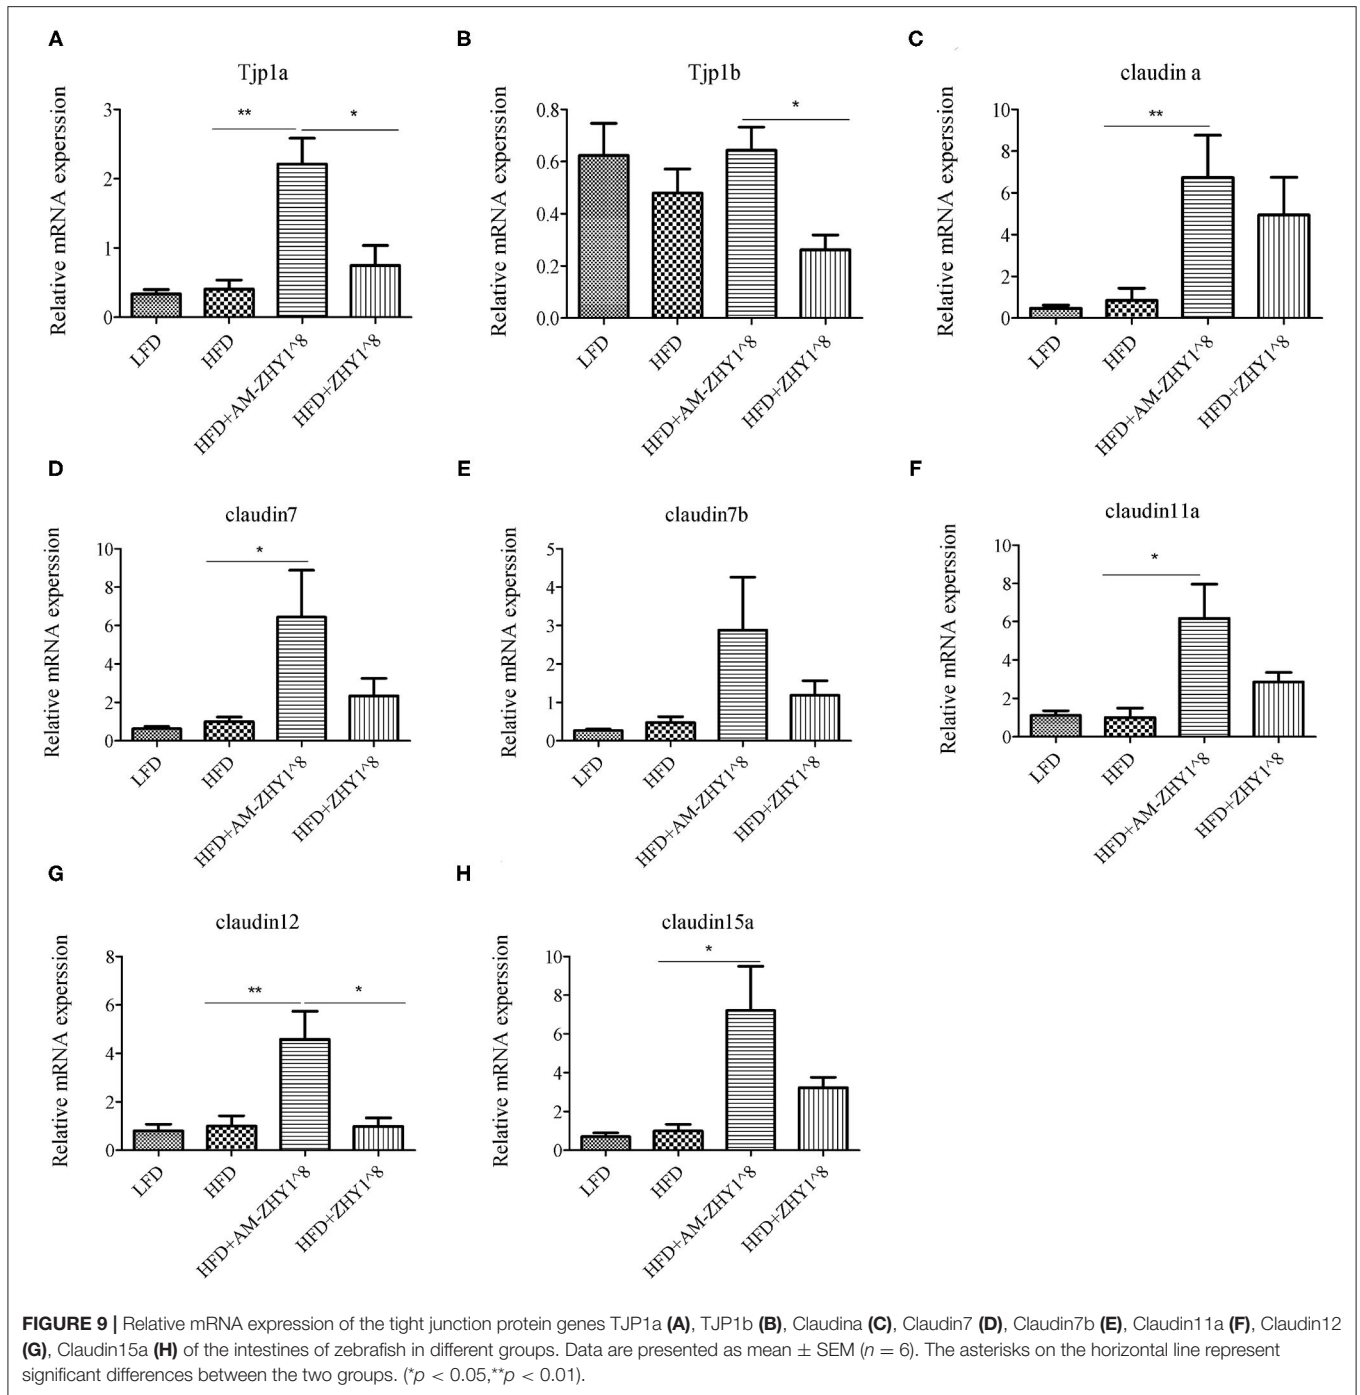 A
Tjp1a
Relative mRNA experssion
3
2
1
0
**
*
LFD
HFD
HFD+AM-ZHY1^8
HFD+ZHY1^8
B
Tjp1b
Relative mRNA experssion
0.8
0.6
0.4
0.2
0.0
*
LFD
HFD
HFD+AM-ZHY1^8
HFD+ZHY1^8
C
claudin a
Relative mRNA experssion
10
8
6
4
2
0
**
LFD
HFD
HFD+AM-ZHY1^8
HFD+ZHY1^8
D
claudin7
Relative mRNA experssion
10
8
6
4
2
0
*
LFD
HFD
HFD+AM-ZHY1^8
HFD+ZHY1^8
E
claudin7b
Relative mRNA experssion
5
4
3
2
1
0
LFD
HFD
HFD+AM-ZHY1^8
HFD+ZHY1^8
F
claudin11a
Relative mRNA experssion
10
8
6
4
2
0
*
LFD
HFD
HFD+AM-ZHY1^8
HFD+ZHY1^8
G
claudin12
Relative mRNA experssion
8
6
4
2
0
**
*
LFD
HFD
HFD+AM-ZHY1^8
HFD+ZHY1^8
H
claudin15a
Relative mRNA experssion
10
8
6
4
2
0
*
LFD
HFD
HFD+AM-ZHY1^8
HFD+ZHY1^8
FIGURE 9 | Relative mRNA expression of the tight junction protein genes TJP1a (A), TJP1b (B), Claudina (C), Claudin7 (D), Claudin7b (E), Claudin11a (F), Claudin12
(G), Claudin15a (H) of the intestines of zebrafish in different groups. Data are presented as mean ± SEM (n = 6). The asterisks on the horizontal line represent
significant differences between the two groups. (*p < 0.05,**p < 0.01).